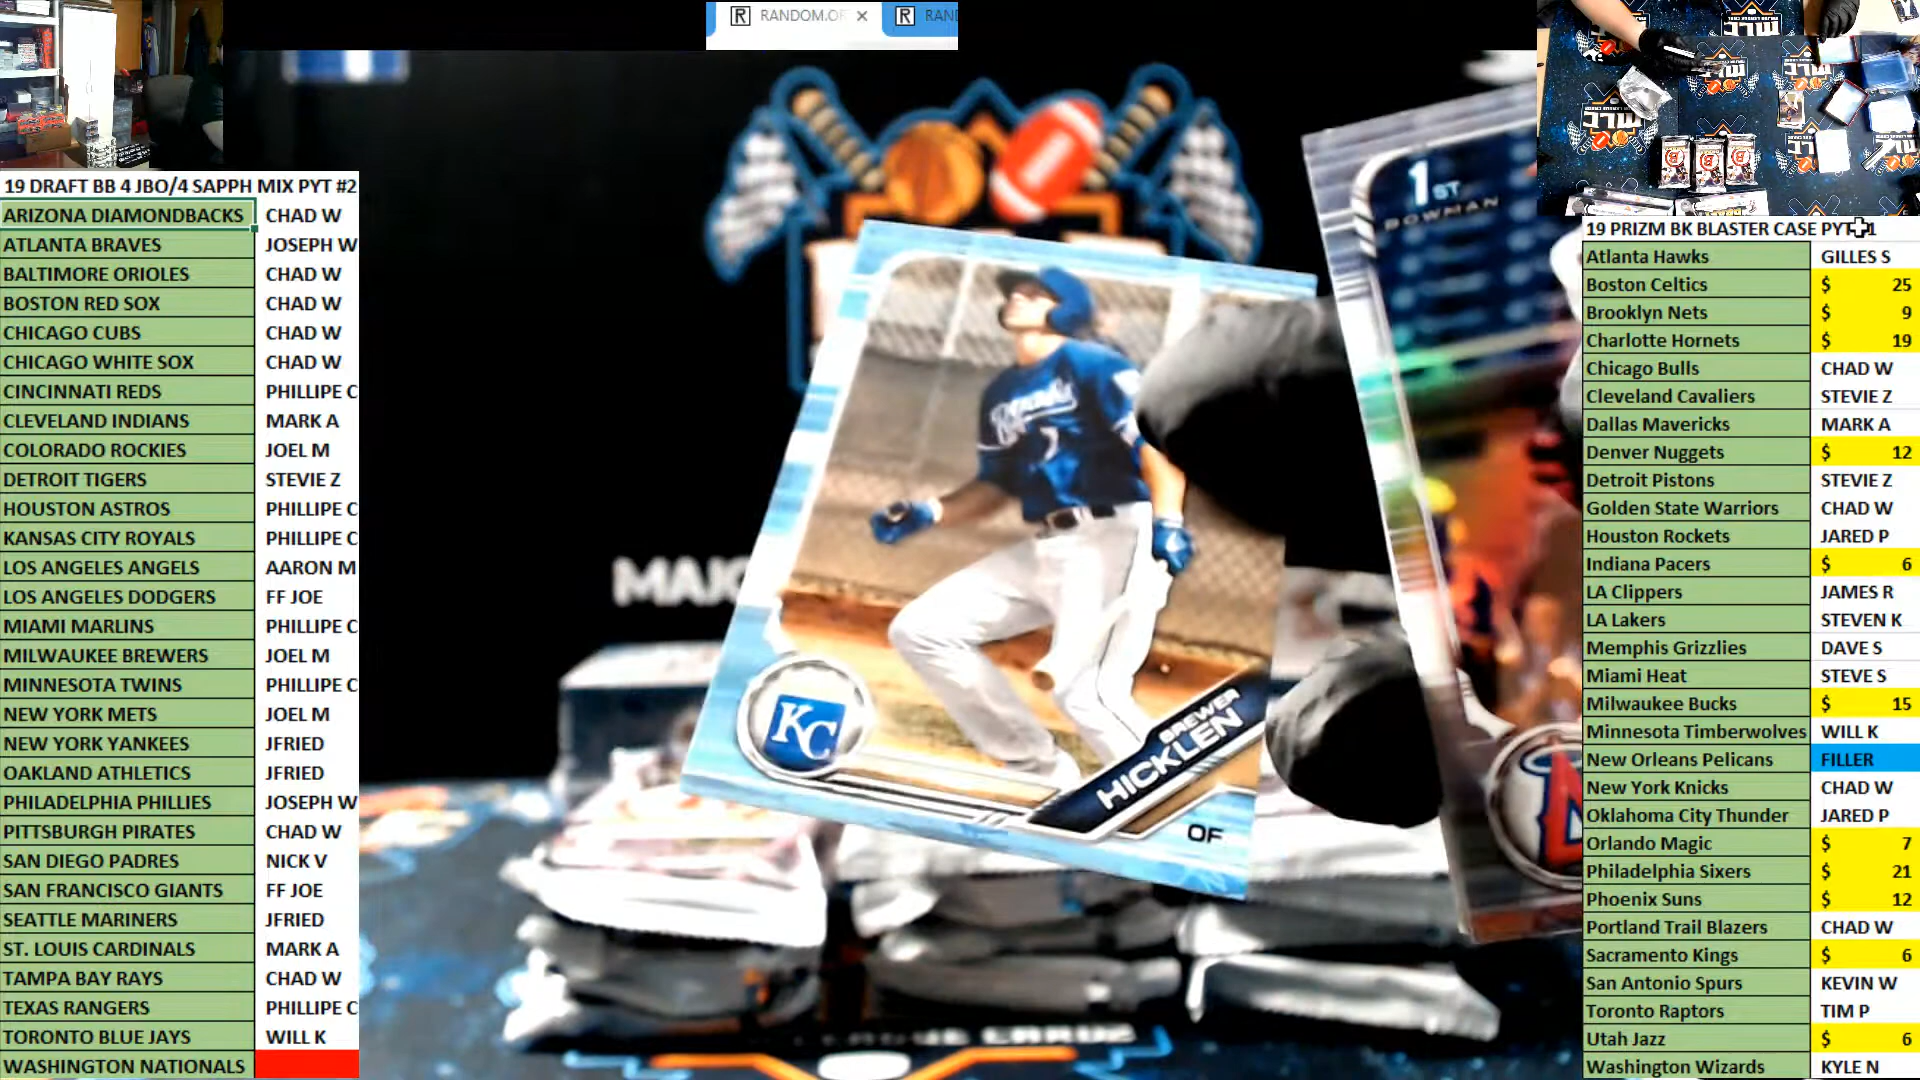 RANDOM.OR
RAND
19 DRAFT BB 4 JBO/4 SAPPH MIX PYT #2
ARIZONA DIAMONDBACKS CHAD W
ATLANTA BRAVES JOSEPH W
BALTIMORE ORIOLES CHAD W
BOSTON RED SOX CHAD W
CHICAGO CUBS CHAD W
CHICAGO WHITE SOX CHAD W
CINCINNATI REDS PHILLIPE C
CLEVELAND INDIANS MARK A
COLORADO ROCKIES JOEL M
DETROIT TIGERS STEVIE Z
HOUSTON ASTROS PHILLIPE C
KANSAS CITY ROYALS PHILLIPE C
LOS ANGELES ANGELS AARON M
LOS ANGELES DODGERS FF JOE
MIAMI MARLINS PHILLIPE C
MILWAUKEE BREWERS JOEL M
MINNESOTA TWINS PHILLIPE C
NEW YORK METS JOEL M
NEW YORK YANKEES JFRIED
OAKLAND ATHLETICS JFRIED
PHILADELPHIA PHILLIES JOSEPH W
PITTSBURGH PIRATES CHAD W
SAN DIEGO PADRES NICK V
SAN FRANCISCO GIANTS FF JOE
SEATTLE MARINERS JFRIED
ST. LOUIS CARDINALS MARK A
TAMPA BAY RAYS CHAD W
TEXAS RANGERS PHILLIPE C
TORONTO BLUE JAYS WILL K
WASHINGTON NATIONALS
1ST
BOWMAN
Royals
7
KC
BREWER
HICKLEN
OF
19 PRIZM BK BLASTER CASE PYT 1
Atlanta Hawks GILLES S
Boston Celtics $ 25
Brooklyn Nets $ 9
Charlotte Hornets $ 19
Chicago Bulls CHAD W
Cleveland Cavaliers STEVIE Z
Dallas Mavericks MARK A
Denver Nuggets $ 12
Detroit Pistons STEVIE Z
Golden State Warriors CHAD W
Houston Rockets JARED P
Indiana Pacers $ 6
LA Clippers JAMES R
LA Lakers STEVEN K
Memphis Grizzlies DAVE S
Miami Heat STEVE S
Milwaukee Bucks $ 15
Minnesota Timberwolves WILL K
New Orleans Pelicans FILLER
New York Knicks CHAD W
Oklahoma City Thunder JARED P
Orlando Magic $ 7
Philadelphia Sixers $ 21
Phoenix Suns $ 12
Portland Trail Blazers CHAD W
Sacramento Kings $ 6
San Antonio Spurs KEVIN W
Toronto Raptors TIM P
Utah Jazz $ 6
Washington Wizards KYLE N